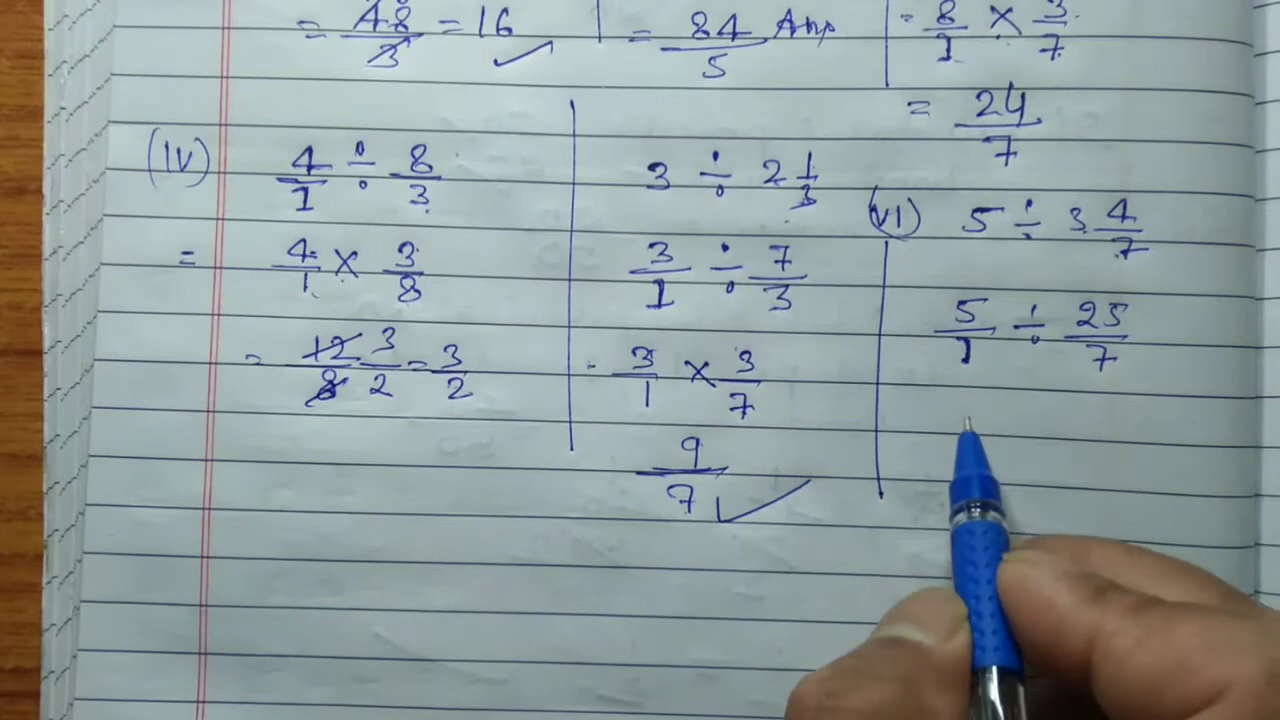 = 48/3 = 16
= 84/5 Ans
= 8/1 × 3/7
= 24/7
(IV) 4/1 ÷ 8/3
= 4/1 × 3/8
= 12/8 3/2 = 3/2
3 ÷ 2 1/3
3/1 ÷ 7/3
- 3/1 × 3/7
9/7
(VI) 5 ÷ 3 4/7
5/1 ÷ 25/7